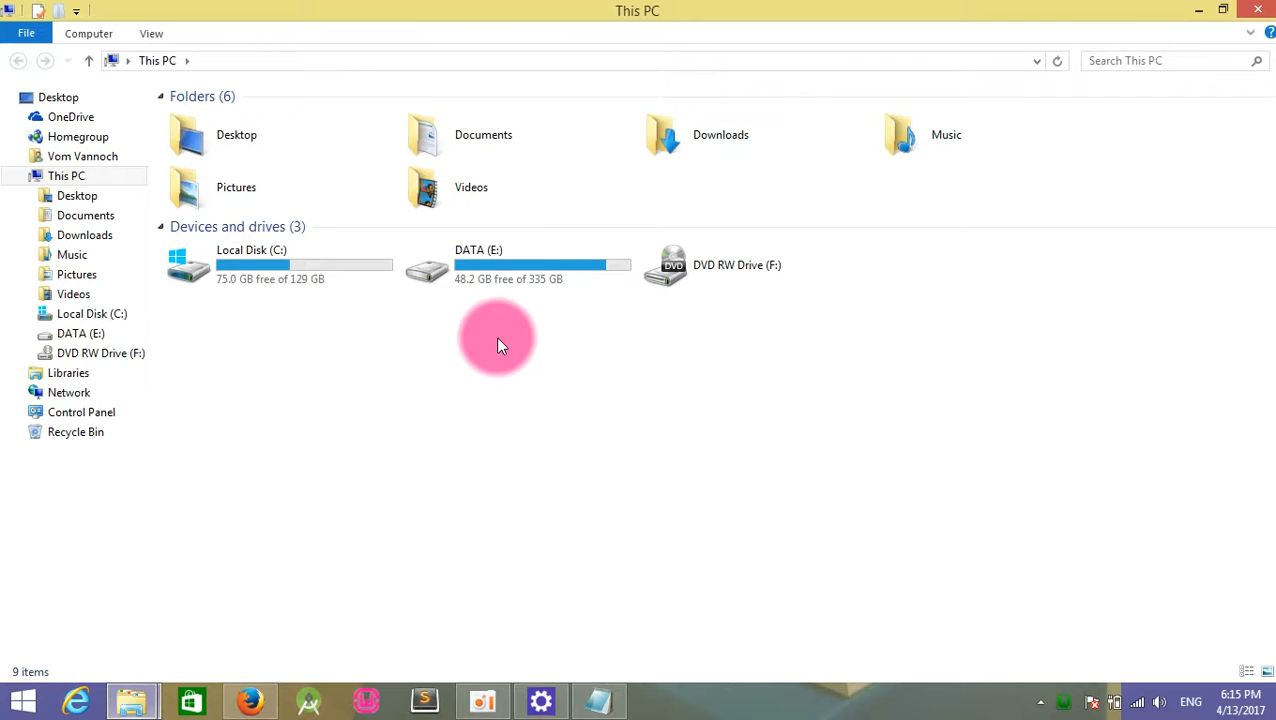 This PC
File Computer View
This PC
Search This PC
Desktop
OneDrive
Homegroup
Vom Vannoch
This PC
Desktop
Documents
Downloads
Music
Pictures
Videos
Local Disk (C:)
DATA (E:)
DVD RW Drive (F:)
Libraries
Network
Control Panel
Recycle Bin
Folders (6)
Desktop Documents Downloads Music
Pictures Videos
Devices and drives (3)
Local Disk (C:)
75.0 GB free of 129 GB
DATA (E:)
48.2 GB free of 335 GB
DVD
DVD RW Drive (F:)
9 items
S
ENG
6:15 PM
4/13/2017